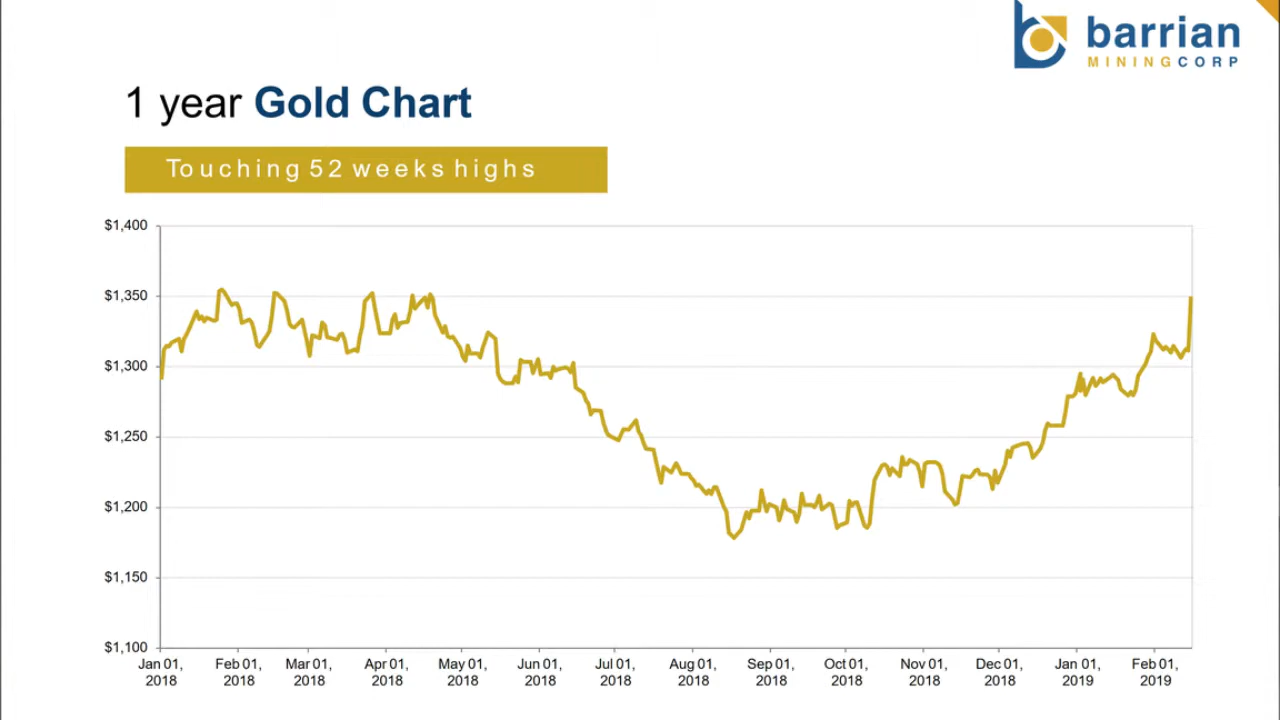 barrian
MININGCORP
1 year Gold Chart
Touching 52 weeks highs
$1,400
$1,350
$1,300
$1,250
$1,200
$1,150
$1,100
Jan 01, 2018
Feb 01, 2018
Mar 01, 2018
Apr 01, 2018
May 01, 2018
Jun 01, 2018
Jul 01, 2018
Aug 01, 2018
Sep 01, 2018
Oct 01, 2018
Nov 01, 2018
Dec 01, 2018
Jan 01, 2019
Feb 01, 2019